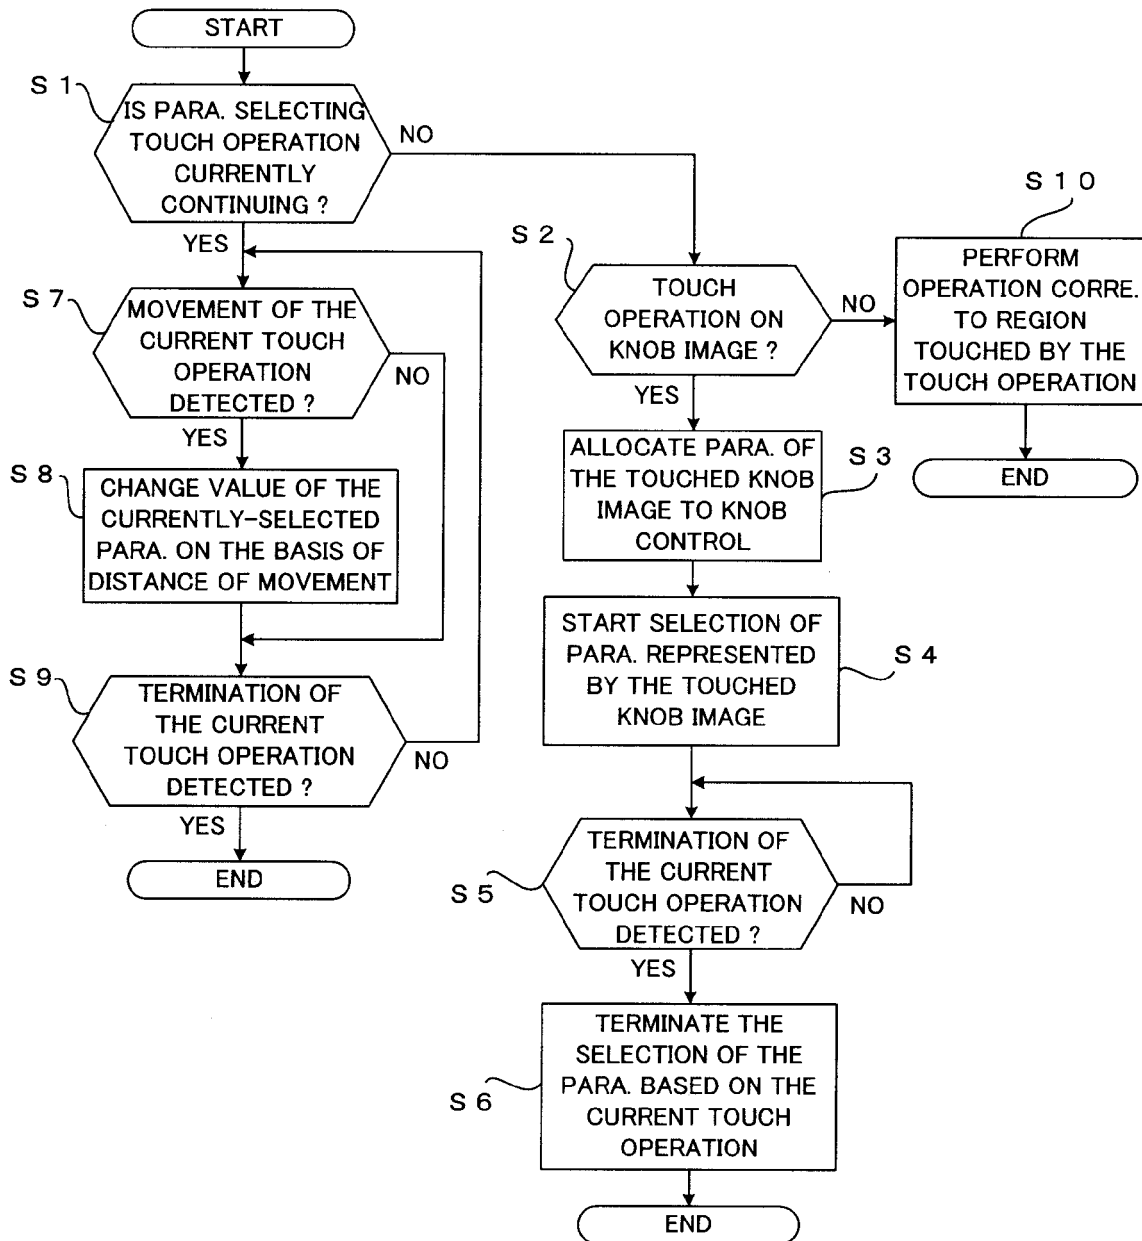 START
S 1
IS PARA. SELECTING
TOUCH OPERATION
CURRENTLY
CONTINUING ?
NO
YES
S 7
MOVEMENT OF THE
CURRENT TOUCH
OPERATION
DETECTED ?
NO
YES
S 8
CHANGE VALUE OF THE
CURRENTLY-SELECTED
PARA. ON THE BASIS OF
DISTANCE OF MOVEMENT
S 9
TERMINATION OF
THE CURRENT
TOUCH OPERATION
DETECTED ?
NO
YES
END
S 2
TOUCH
OPERATION ON
KNOB IMAGE ?
NO
YES
S 1 0
PERFORM
OPERATION CORRE.
TO REGION
TOUCHED BY THE
TOUCH OPERATION
END
ALLOCATE PARA. OF
THE TOUCHED KNOB
IMAGE TO KNOB
CONTROL
S 3
START SELECTION OF
PARA. REPRESENTED
BY THE TOUCHED
KNOB IMAGE
S 4
TERMINATION OF
THE CURRENT
TOUCH OPERATION
DETECTED ?
S 5
NO
YES
TERMINATE THE
SELECTION OF THE
PARA. BASED ON THE
CURRENT TOUCH
OPERATION
S 6
END